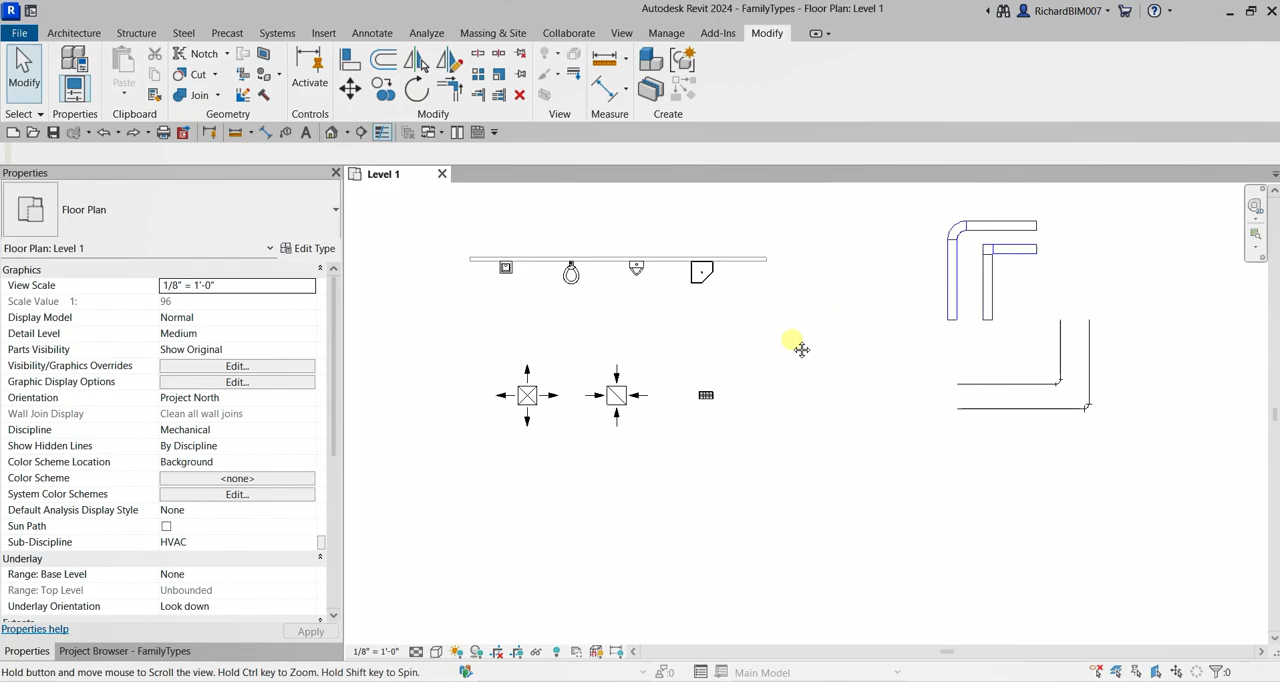 Autodesk Revit 2024 - FamilyTypes - Floor Plan: Level 1
RichardBIM007
File Architecture Structure Steel Precast Systems Insert Annotate Analyze Massing & Site Collaborate View Manage Add-Ins Modify
Notch
Cut
Join
Modify
Paste
Activate
Select Properties Clipboard Geometry Controls Modify View Measure Create
Properties
Level 1
Floor Plan
Floor Plan: Level 1 Edit Type
Graphics
View Scale 1/8" = 1'-0"
Scale Value 1: 96
Display Model Normal
Detail Level Medium
Parts Visibility Show Original
Visibility/Graphics Overrides Edit...
Graphic Display Options Edit...
Orientation Project North
Wall Join Display Clean all wall joins
Discipline Mechanical
Show Hidden Lines By Discipline
Color Scheme Location Background
Color Scheme <none>
System Color Schemes Edit...
Default Analysis Display Style None
Sun Path
Sub-Discipline HVAC
Underlay
Range: Base Level None
Range: Top Level Unbounded
Underlay Orientation Look down
Properties help Apply
Properties Project Browser - FamilyTypes
1/8" = 1'-0"
Hold button and move mouse to Scroll the view. Hold Ctrl key to Zoom. Hold Shift key to Spin.
:0
Main Model
:0